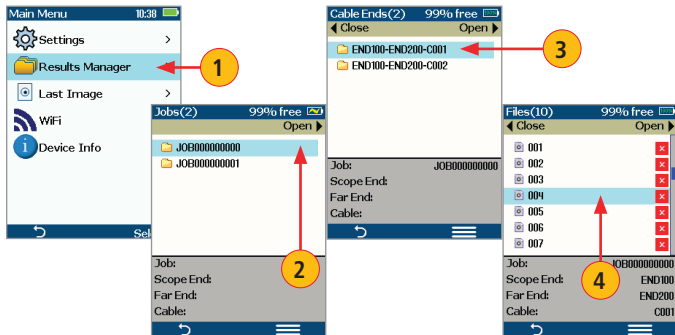 Main Menu 10:38
Settings >
Results Manager
Last Image >
WiFi
i Device Info
Sel
1
Jobs(2) 99% free
Open
JOB000000000
JOB000000001
Job:
Scope End:
Far End:
Cable:
2
Cable Ends(2) 99% free
Close Open
END100-END200-C001
END100-END200-C002
Job: JOB000000000
Scope End:
Far End:
Cable:
3
Files(10) 99% free
Close Open
001 x
002 x
003 x
004 x
005 x
006 x
007 x
Job: JOB000000000
Scope End: END100
Far End: END200
Cable: C001
4